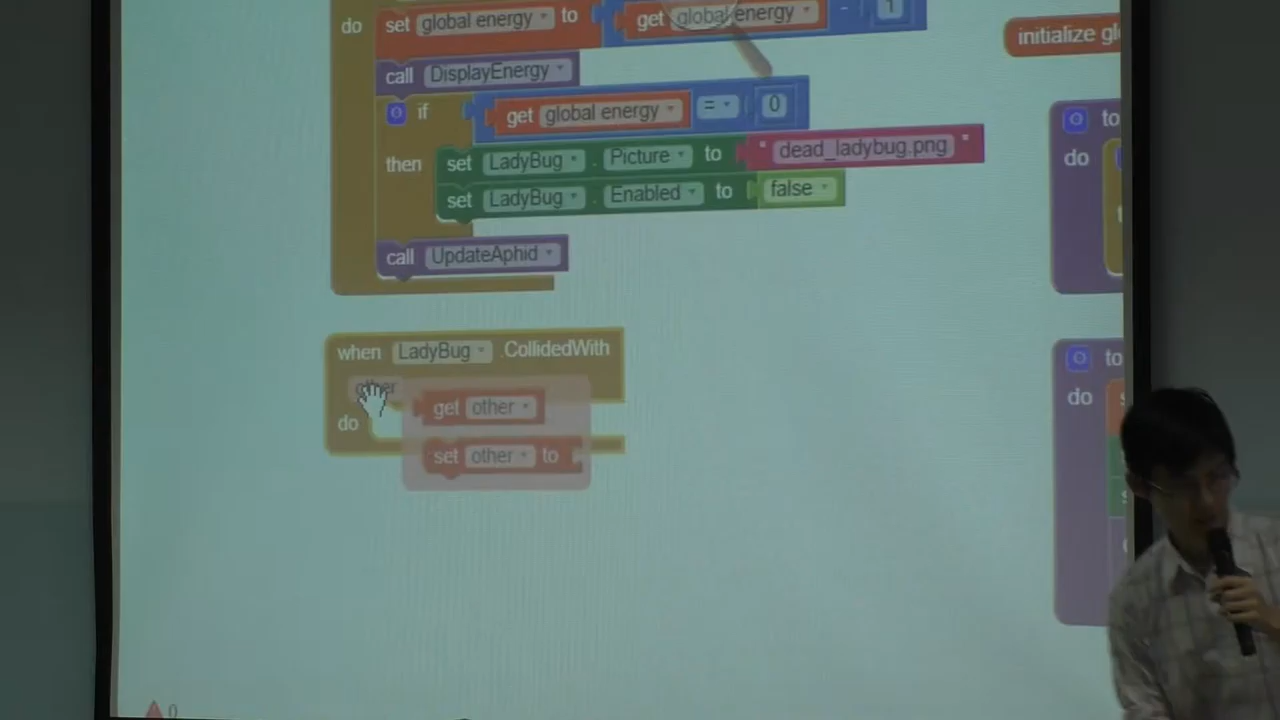 do set global energy to get global energy - 1
call DisplayEnergy
if get global energy = 0
then set LadyBug . Picture to " dead_ladybug.png "
set LadyBug . Enabled to false
call UpdateAphid
when LadyBug .CollidedWith
other
do
get other
set other to
initialize gl
to
do
to
do
0